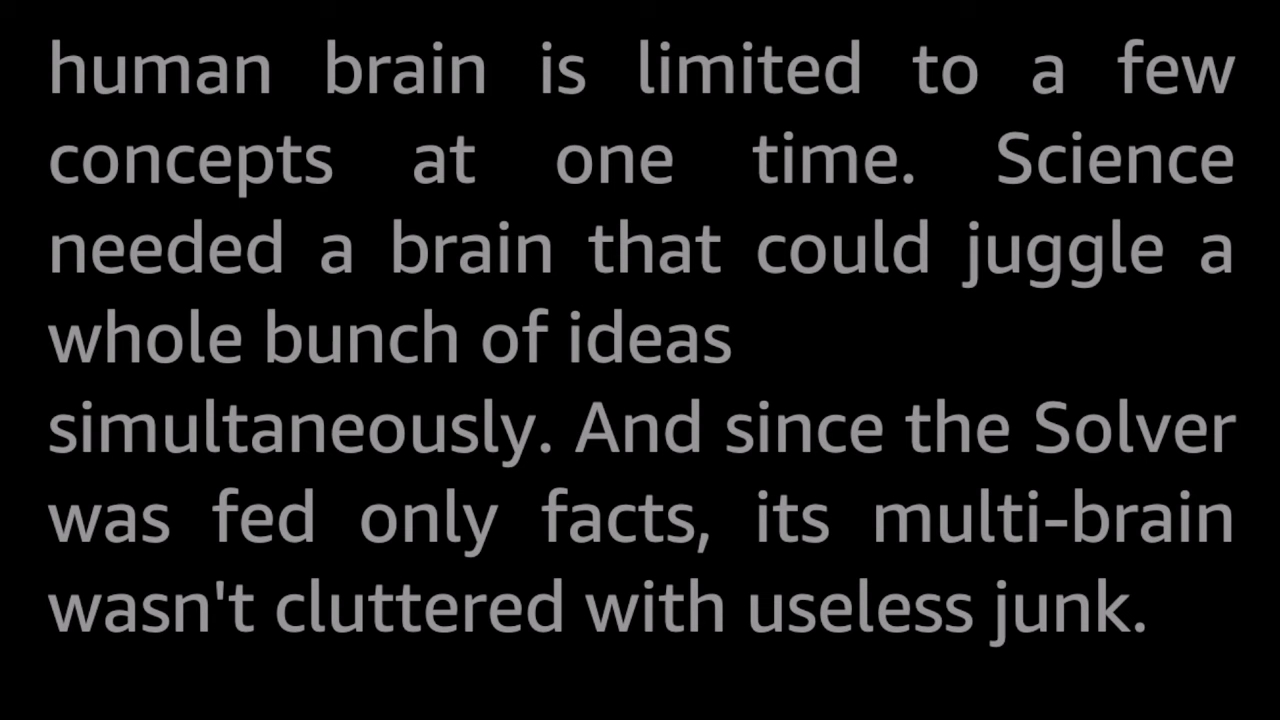 human brain is limited to a few
concepts at one time. Science
needed a brain that could juggle a
whole bunch of ideas
simultaneously. And since the Solver
was fed only facts, its multi-brain
wasn't cluttered with useless junk.